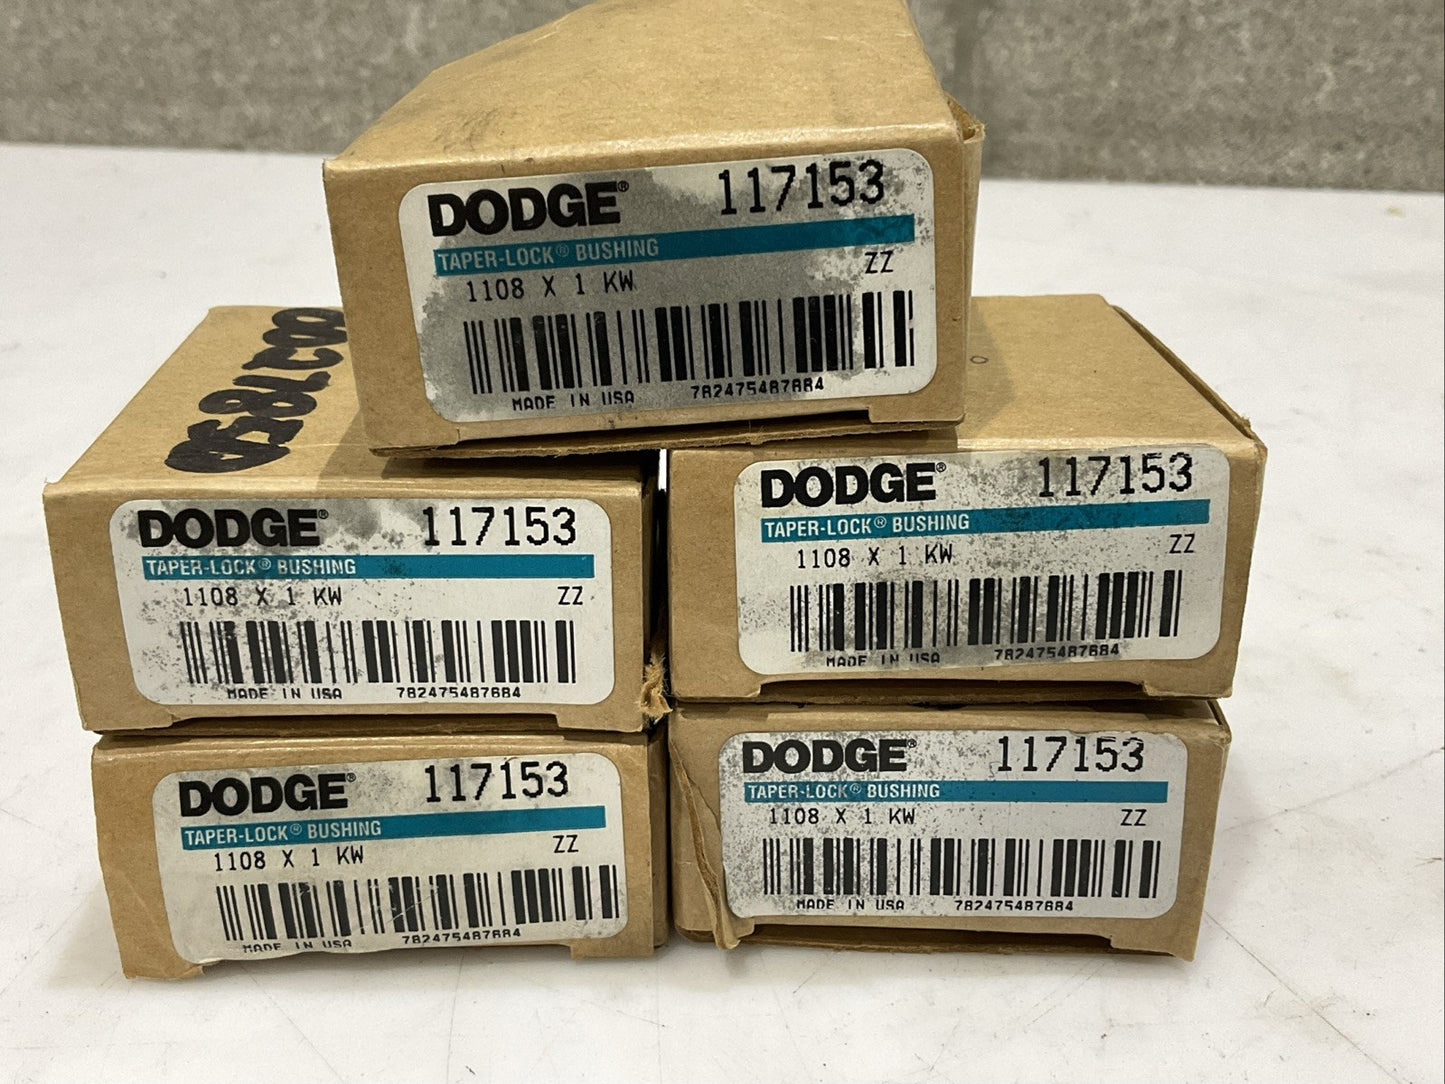 DODGE® 117153
TAPER-LOCK® BUSHING
ZZ
1108 X 1 KW
MADE IN USA 782475487684
DODGE® 117153
TAPER-LOCK® BUSHING
1108 X 1 KW ZZ
MADE IN USA 782475487684
DODGE® 117153
TAPER-LOCK® BUSHING
1108 X 1 KW ZZ
MADE IN USA 782475487684
DODGE® 117153
TAPER-LOCK® BUSHING
1108 X 1 KW ZZ
MADE IN USA 782475487684
DODGE® 117153
TAPER-LOCK® BUSHING
1108 X 1 KW ZZ
MADE IN USA 782475487684